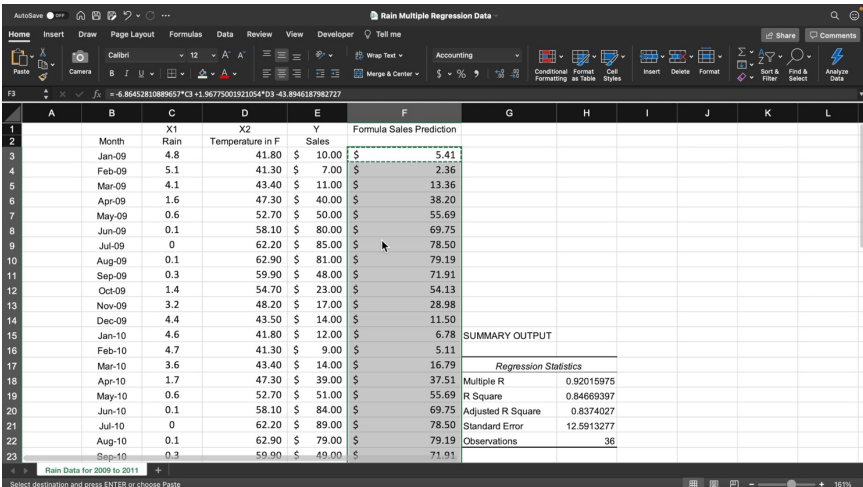 AutoSave OFF Rain Multiple Regression Data
Home Insert Draw Page Layout Formulas Data Review View Developer Tell me Share Comments
Paste Camera Calibri 12 A A Wrap Text Accounting Conditional Formatting Format as Table Cell Styles Insert Delete Format Sort & Filter Find & Select Analyze Data
B I U A Merge & Center $ % 9
F3 fx =-6.86452810889657*C3 +1.96775001921054*D3 -43.8946187982727
A B C D E F G H I J K L
1 X1 X2 Y Formula Sales Prediction
2 Month Rain Temperature in F Sales
3 Jan-09 4.8 41.80 $ 10.00 $ 5.41
4 Feb-09 5.1 41.30 $ 7.00 $ 2.36
5 Mar-09 4.1 43.40 $ 11.00 $ 13.36
6 Apr-09 1.6 47.30 $ 40.00 $ 38.20
7 May-09 0.6 52.70 $ 50.00 $ 55.69
8 Jun-09 0.1 58.10 $ 80.00 $ 69.75
9 Jul-09 0 62.20 $ 85.00 $ 78.50
10 Aug-09 0.1 62.90 $ 81.00 $ 79.19
11 Sep-09 0.3 59.90 $ 48.00 $ 71.91
12 Oct-09 1.4 54.70 $ 23.00 $ 54.13
13 Nov-09 3.2 48.20 $ 17.00 $ 28.98
14 Dec-09 4.4 43.50 $ 14.00 $ 11.50
15 Jan-10 4.6 41.80 $ 12.00 $ 6.78 SUMMARY OUTPUT
16 Feb-10 4.7 41.30 $ 9.00 $ 5.11
17 Mar-10 3.6 43.40 $ 14.00 $ 16.79 Regression Statistics
18 Apr-10 1.7 47.30 $ 39.00 $ 37.51 Multiple R 0.92015975
19 May-10 0.6 52.70 $ 51.00 $ 55.69 R Square 0.84669397
20 Jun-10 0.1 58.10 $ 84.00 $ 69.75 Adjusted R Square 0.8374027
21 Jul-10 0 62.20 $ 89.00 $ 78.50 Standard Error 12.5913277
22 Aug-10 0.1 62.90 $ 79.00 $ 79.19 Observations 36
23 Sep-10 0.3 59.90 $ 49.00 $ 71.91
Rain Data for 2009 to 2011 +
Select destination and press ENTER or choose Paste 161%